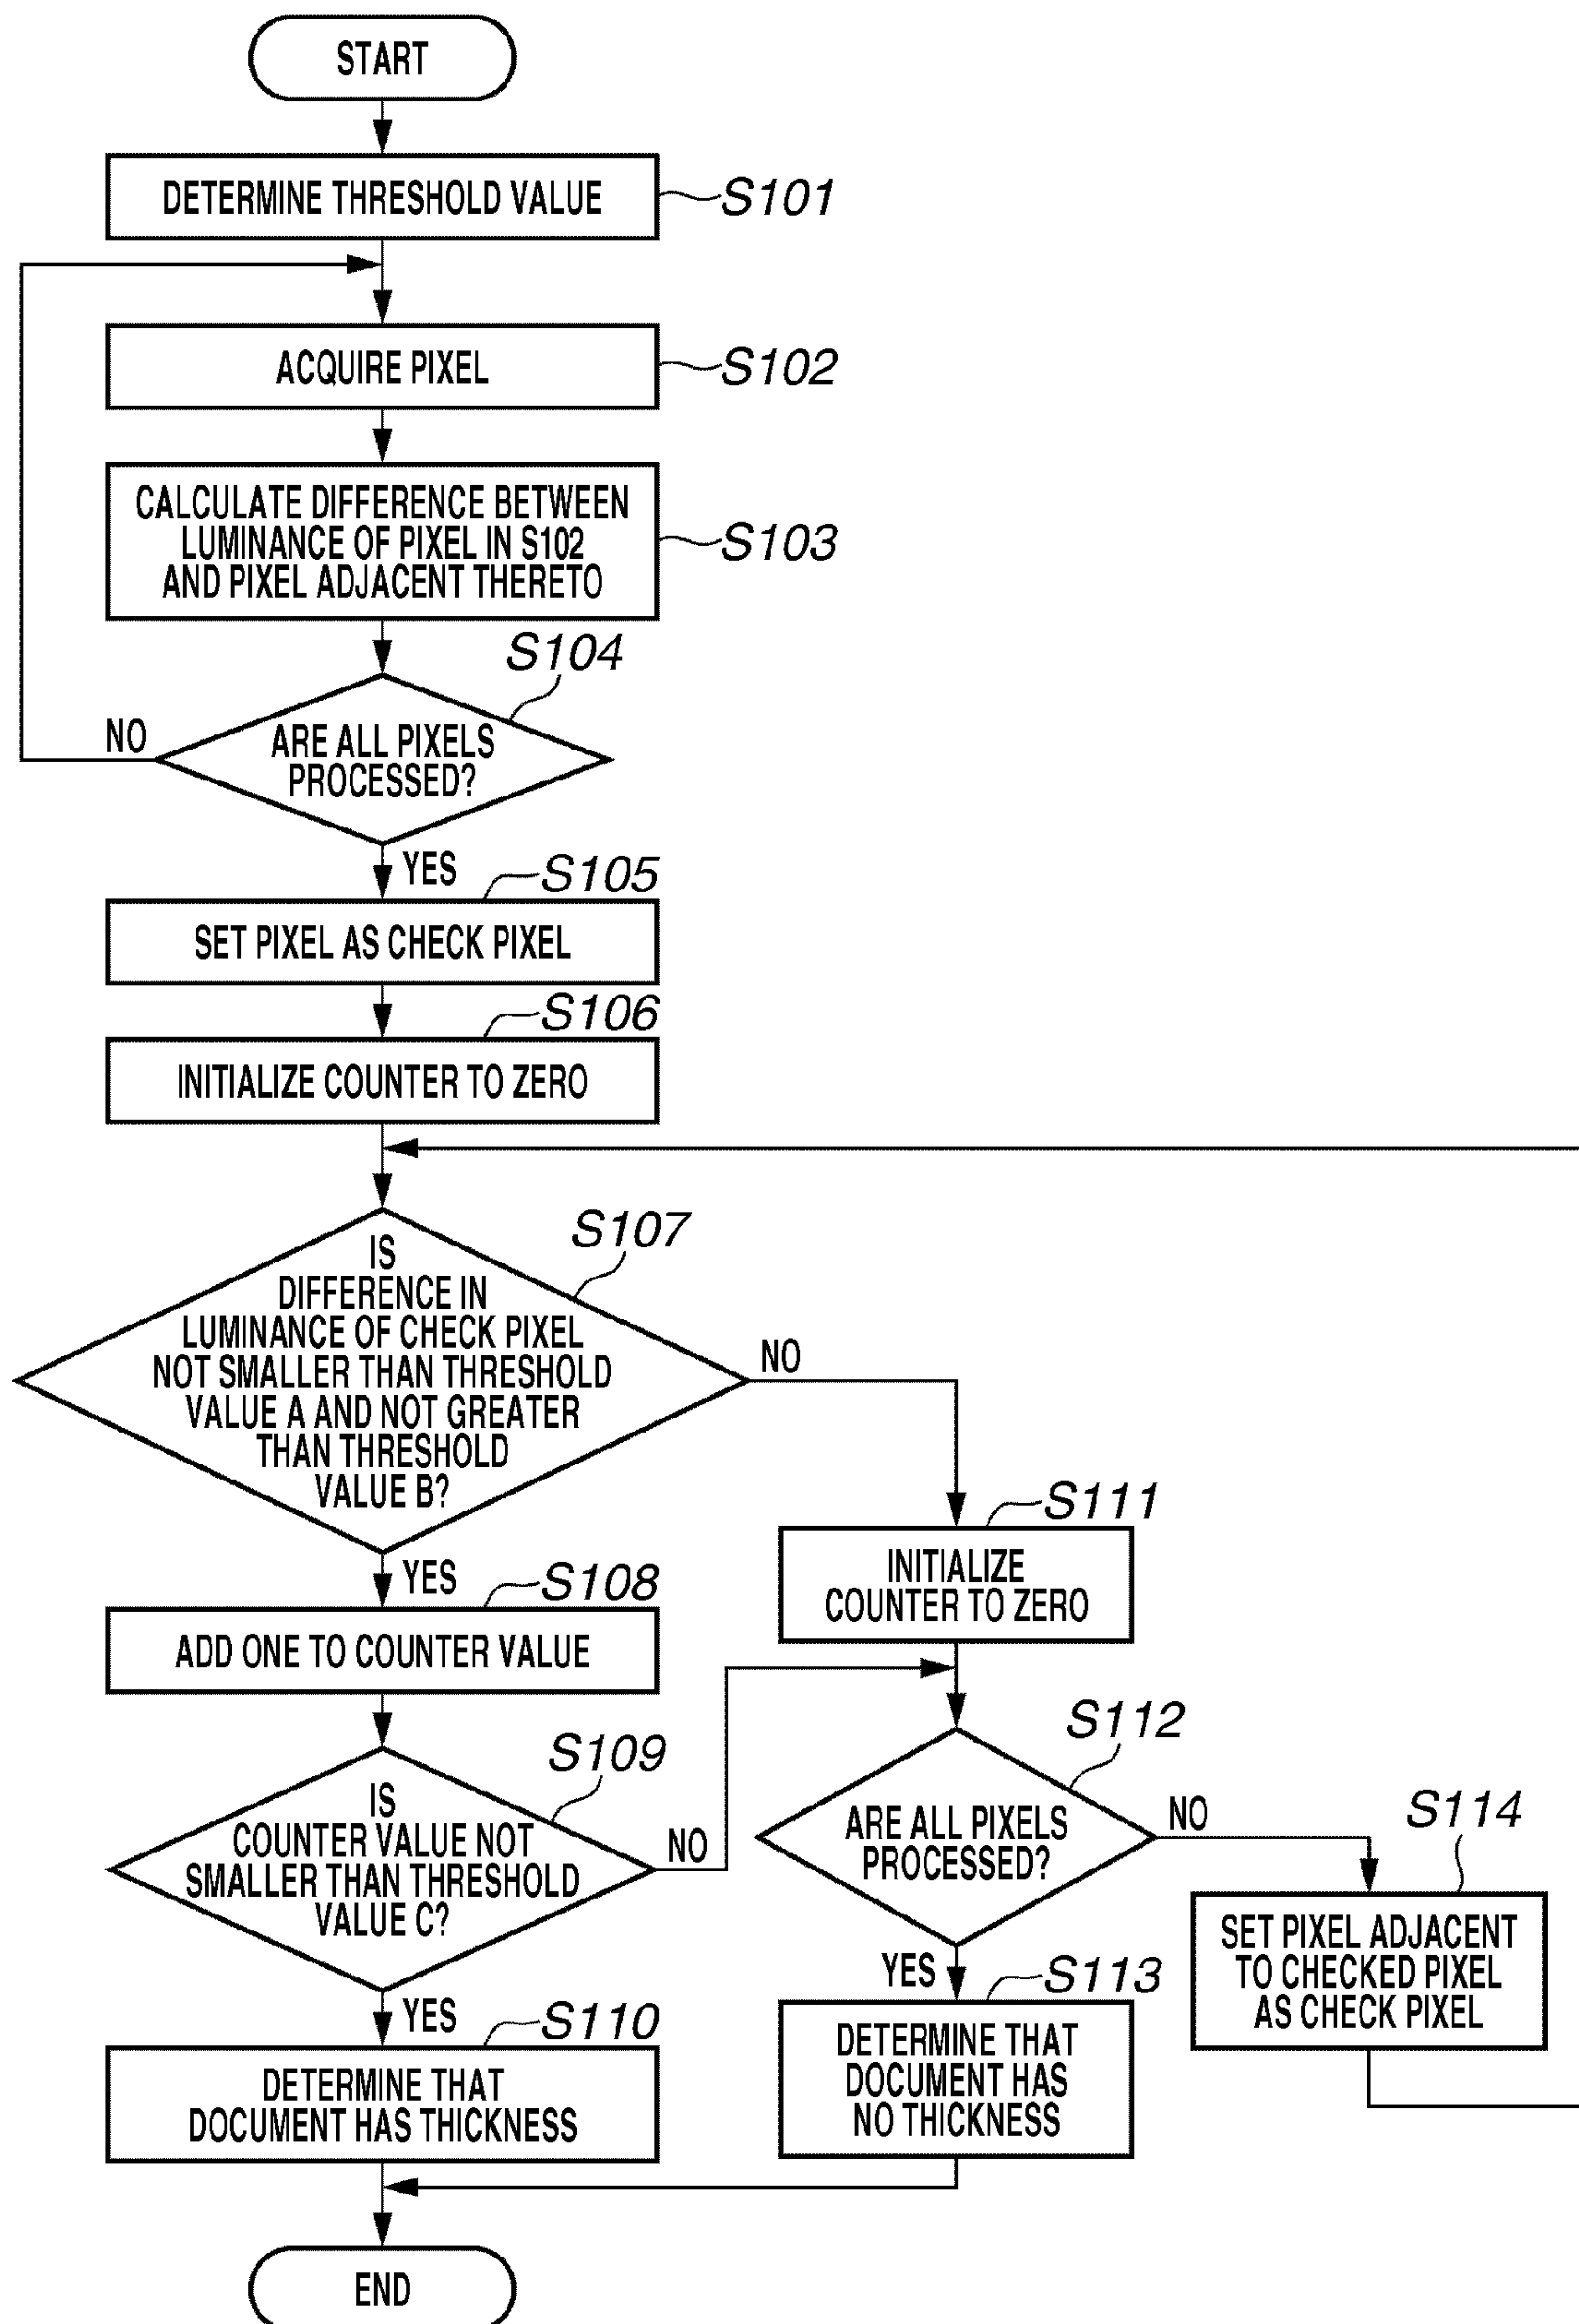 START
DETERMINE THRESHOLD VALUE
S101
ACQUIRE PIXEL
S102
CALCULATE DIFFERENCE BETWEEN
LUMINANCE OF PIXEL IN S102
AND PIXEL ADJACENT THERETO
S103
S104
NO
ARE ALL PIXELS
PROCESSED?
YES
S105
SET PIXEL AS CHECK PIXEL
S106
INITIALIZE COUNTER TO ZERO
S107
IS
DIFFERENCE IN
LUMINANCE OF CHECK PIXEL
NOT SMALLER THAN THRESHOLD
VALUE A AND NOT GREATER
THAN THRESHOLD
VALUE B?
NO
YES
S108
ADD ONE TO COUNTER VALUE
S111
INITIALIZE
COUNTER TO ZERO
S109
IS
COUNTER VALUE NOT
SMALLER THAN THRESHOLD
VALUE C?
NO
S112
ARE ALL PIXELS
PROCESSED?
NO
S114
SET PIXEL ADJACENT
TO CHECKED PIXEL
AS CHECK PIXEL
YES
S110
DETERMINE THAT
DOCUMENT HAS THICKNESS
YES
S113
DETERMINE THAT
DOCUMENT HAS
NO THICKNESS
END